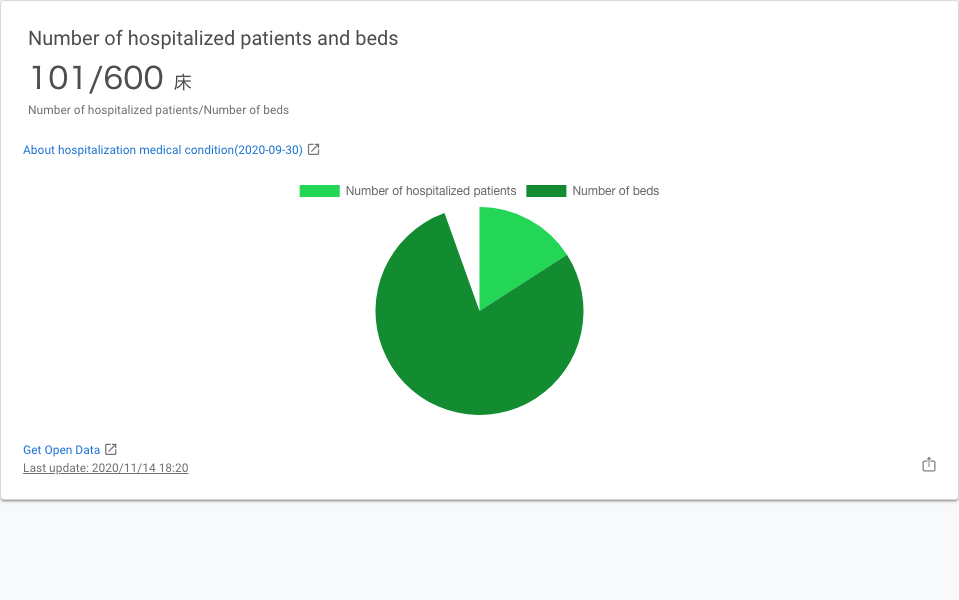 Number of hospitalized patients and beds
101/600 床
Number of hospitalized patients/Number of beds
About hospitalization medical condition(2020-09-30)
Number of hospitalized patients Number of beds
Get Open Data
Last update: 2020/11/14 18:20